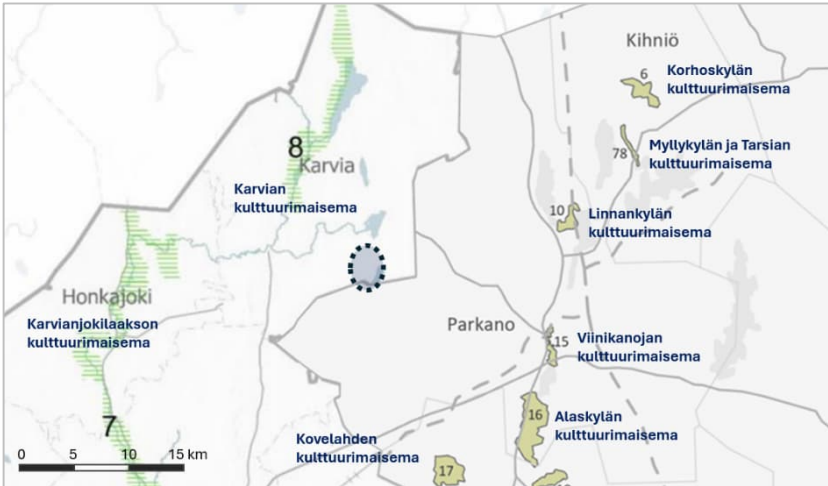 Kihniö
6
Korhoskylän
kulttuurimaisema
8
Karvia
78
Myllykylän ja Tarsian
kulttuurimaisema
Karvian
kulttuurimaisema
10
Linnankylän
kulttuurimaisema
Honkajoki
Karvianjokilaakson
kulttuurimaisema
Parkano
15
Viinikanojan
kulttuurimaisema
7
16
Alaskylän
kulttuurimaisema
Kovelahden
kulttuurimaisema
17
0 5 10 15 km